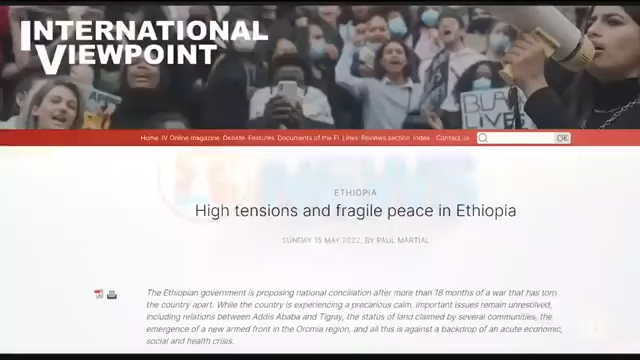 INTERNATIONAL
VIEWPOINT
BLACK
LIVES
Home IV Online magazine Debate Features Documents of the FI Links Reviews section Index Contact us
OK
ETHIOPIA
High tensions and fragile peace in Ethiopia
SUNDAY 15 MAY 2022, BY PAUL MARTIAL
The Ethiopian government is proposing national conciliation after more than 18 months of a war that has torn
the country apart. While the country is experiencing a precarious calm, important issues remain unresolved,
including relations between Addis Ababa and Tigray, the status of land claimed by several communities, the
emergence of a new armed front in the Oromia region, and all this is against a backdrop of an acute economic,
social and health crisis.